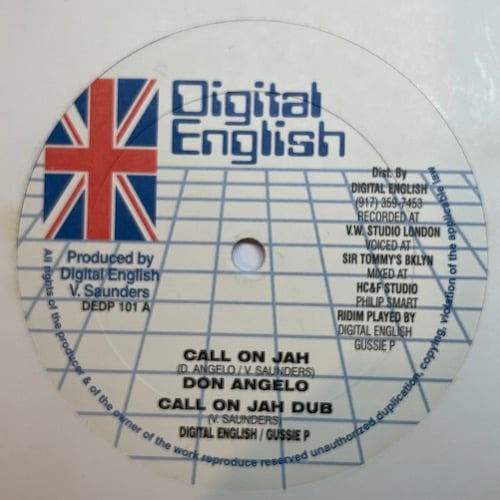 Digital
English
Dist. By
DIGITAL ENGLISH
(917) 359-7453
RECORDED AT
V.W. STUDIO LONDON
VOICED AT
SIR TOMMY'S BKLYN
MIXED AT
HC&F STUDIO
PHILIP SMART
RIDIM PLAYED BY
DIGITAL ENGLISH
GUSSIE P
Produced by
Digital English
V. Saunders
DEDP 101 A
CALL ON JAH
(D. ANGELO / V. SAUNDERS)
DON ANGELO
CALL ON JAH DUB
(V. SAUNDERS)
DIGITAL ENGLISH / GUSSIE P
All rights of the producer & of the owner of the work reproduce reserved unauthorized duplication, copying, violation of the applicable law